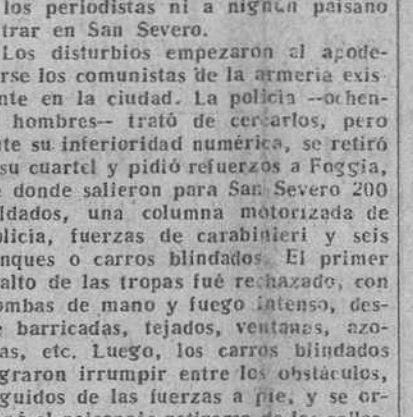 los periodistas ni a nignún paisano
trar en San Severo.
Los disturbios empezaron al apode-
rse los comunistas de la armería exis-
nte en la ciudad. La policía --ochen-
hombres-- trató de cercarlos, pero
te su inferioridad numérica, se retiró
su cuartel y pidió refuerzos a Foggia,
e donde salieron para San Severo 200
ldados, una columna motorizada de
olicia, fuerzas de carabinieri y seis
nques o carros blindados. El primer
alto de las tropas fué rechazado, con
ombas de mano y fuego intenso, des-
e barricadas, tejados, ventanas, azo-
as, etc. Luego, los carros blindados
graron irrumpir entre los obstáculos,
guidos de las fuerzas a pie, y se or-